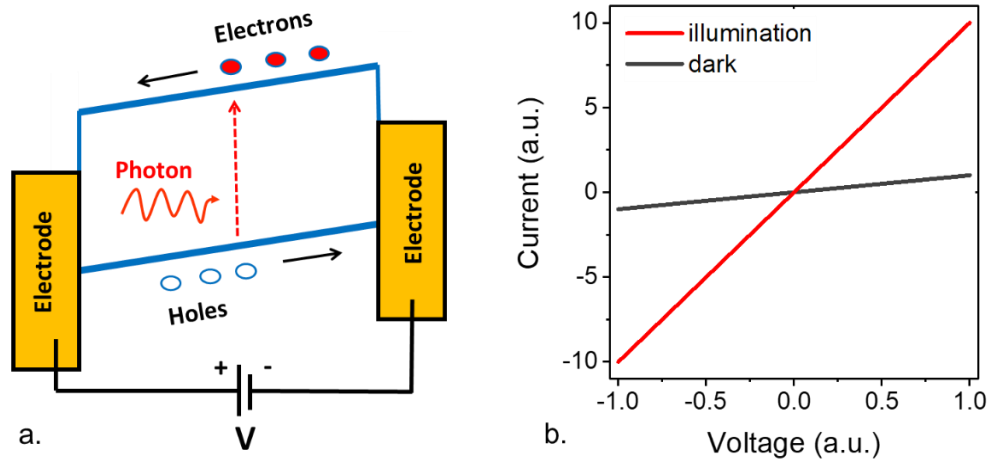 Electrons
Photon
Electrode
Electrode
Holes
+ -
V
a.
illumination
dark
10
5
0
-5
-10
Current (a.u.)
-1.0 -0.5 0.0 0.5 1.0
Voltage (a.u.)
b.